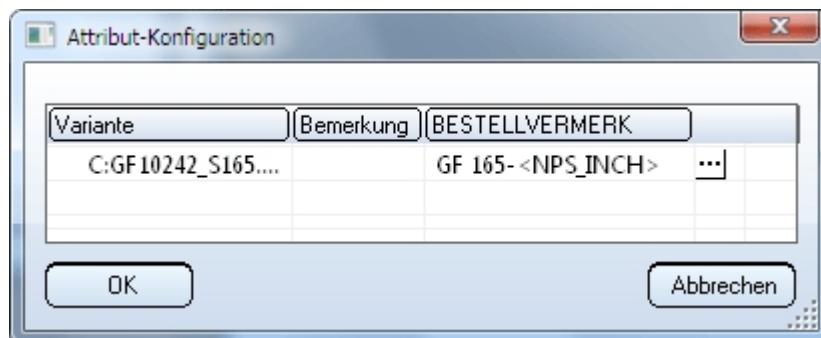 Attribut-Konfiguration
Variante Bemerkung BESTELLVERMERK
C:GF10242_S165.... GF 165-<NPS_INCH> ...
OK Abbrechen